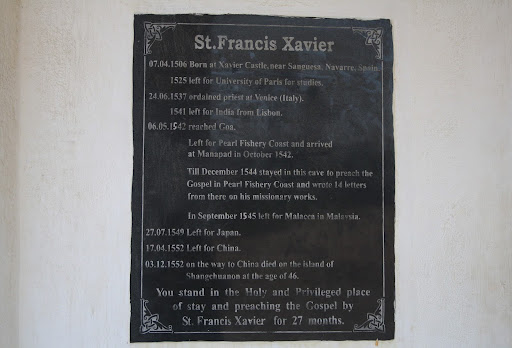 St.Francis Xavier
07.04.1506 Born at Xavier Castle, near Sanguesa, Navarre, Spain.
1525 left for University of Paris for studies.
24.06.1537 ordained priest at Venice (Italy).
1541 left for India from Lisbon.
06.05.1542 reached Goa.
Left for Pearl Fishery Coast and arrived
at Manapad in October 1542.
Till December 1544 stayed in this cave to preach the
Gospel in Pearl Fishery Coast and wrote 14 letters
from there on his missionary works.
In September 1545 left for Malacca in Malaysia.
27.07.1549 Left for Japan.
17.04.1552 Left for China.
03.12.1552 on the way to China died on the island of
Shangchuanon at the age of 46.
You stand in the Holy and Privileged place
of stay and preaching the Gospel by
St. Francis Xavier for 27 months.